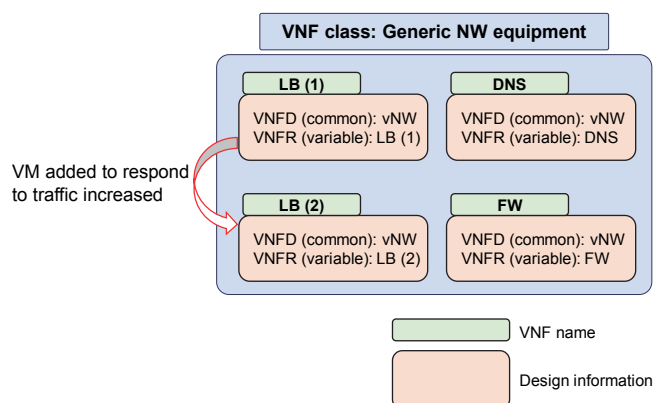 VNF class: Generic NW equipment
LB (1)
VNFD (common): vNW
VNFR (variable): LB (1)
DNS
VNFD (common): vNW
VNFR (variable): DNS
VM added to respond
to traffic increased
LB (2)
VNFD (common): vNW
VNFR (variable): LB (2)
FW
VNFD (common): vNW
VNFR (variable): FW
VNF name
Design information